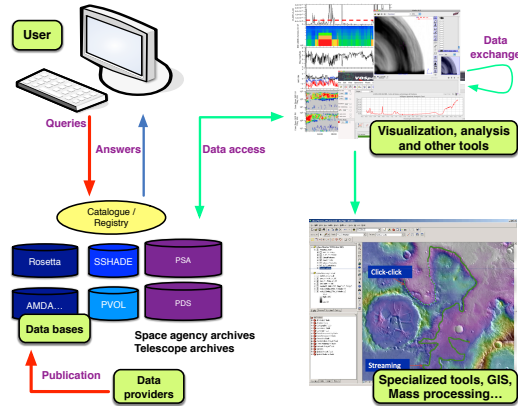 User
Data
exchange
Queries
Answers
Data access
Visualization, analysis
and other tools
Catalogue /
Registry
Rosetta
SSHADE
PSA
AMDA...
PVOL
PDS
Data bases
Space agency archives
Telescope archives
Publication
Data
providers
Click-click
Streaming
Specialized tools, GIS,
Mass processing...